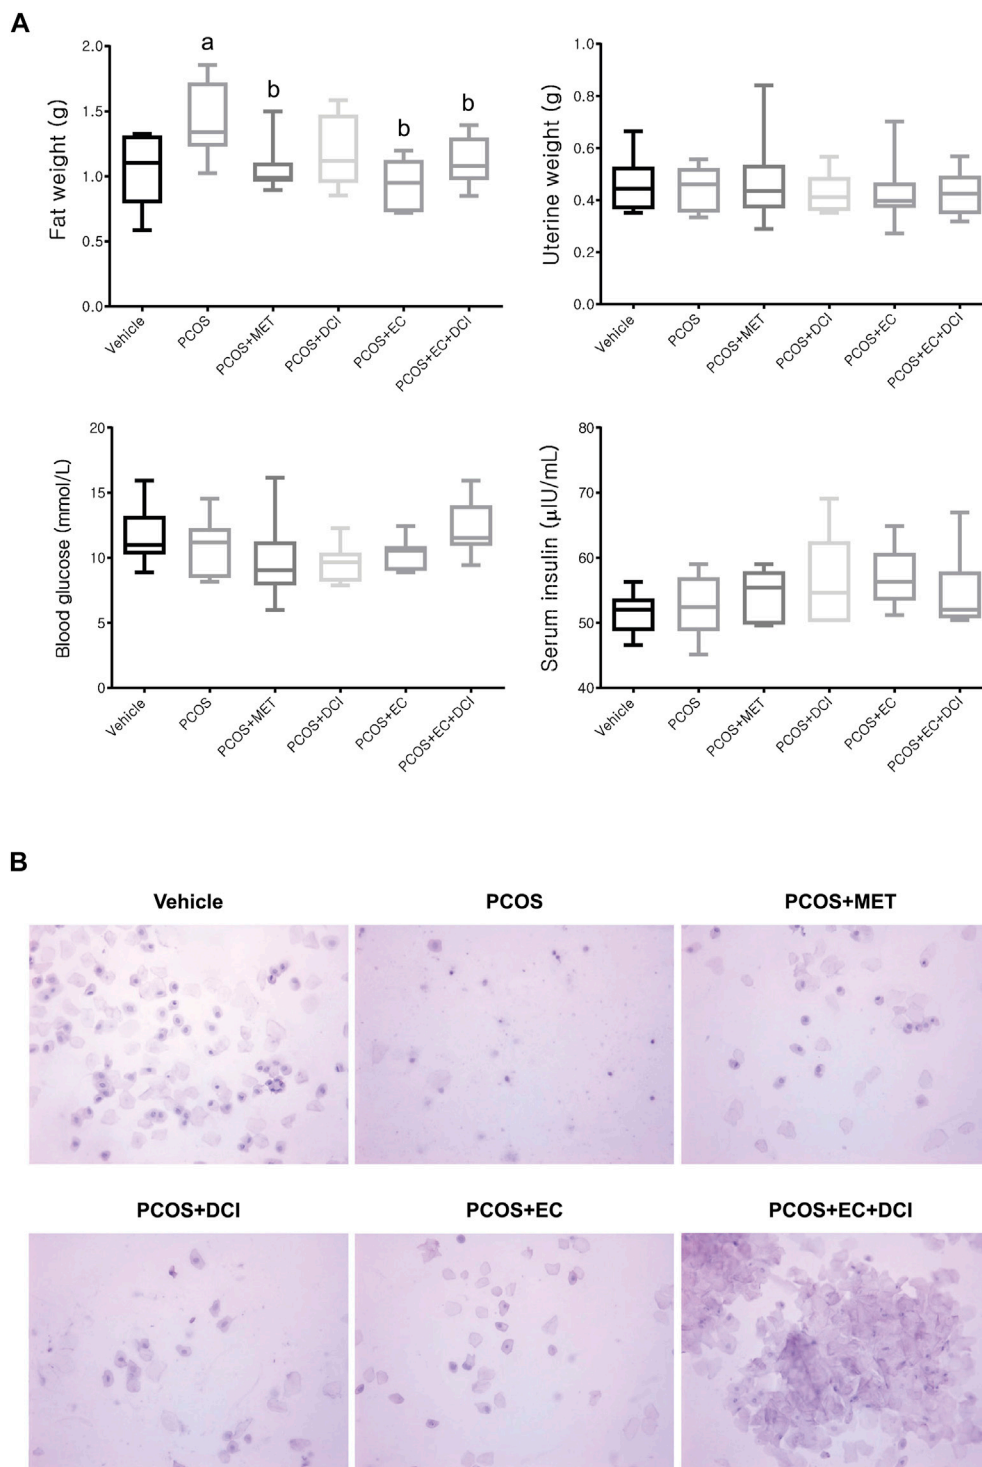 A
Fat weight (g)
2.0
1.5
1.0
0.5
0.0
a
b
b
b
Vehicle
PCOS
PCOS+MET
PCOS+DCI
PCOS+EC
PCOS+EC+DCI
Uterine weight (g)
1.0
0.8
0.6
0.4
0.2
0.0
Vehicle
PCOS
PCOS+MET
PCOS+DCI
PCOS+EC
PCOS+EC+DCI
Blood glucose (mmol/L)
20
15
10
5
0
Vehicle
PCOS
PCOS+MET
PCOS+DCI
PCOS+EC
PCOS+EC+DCI
Serum insulin (μIU/mL)
80
70
60
50
40
Vehicle
PCOS
PCOS+MET
PCOS+DCI
PCOS+EC
PCOS+EC+DCI
B
Vehicle
PCOS
PCOS+MET
PCOS+DCI
PCOS+EC
PCOS+EC+DCI